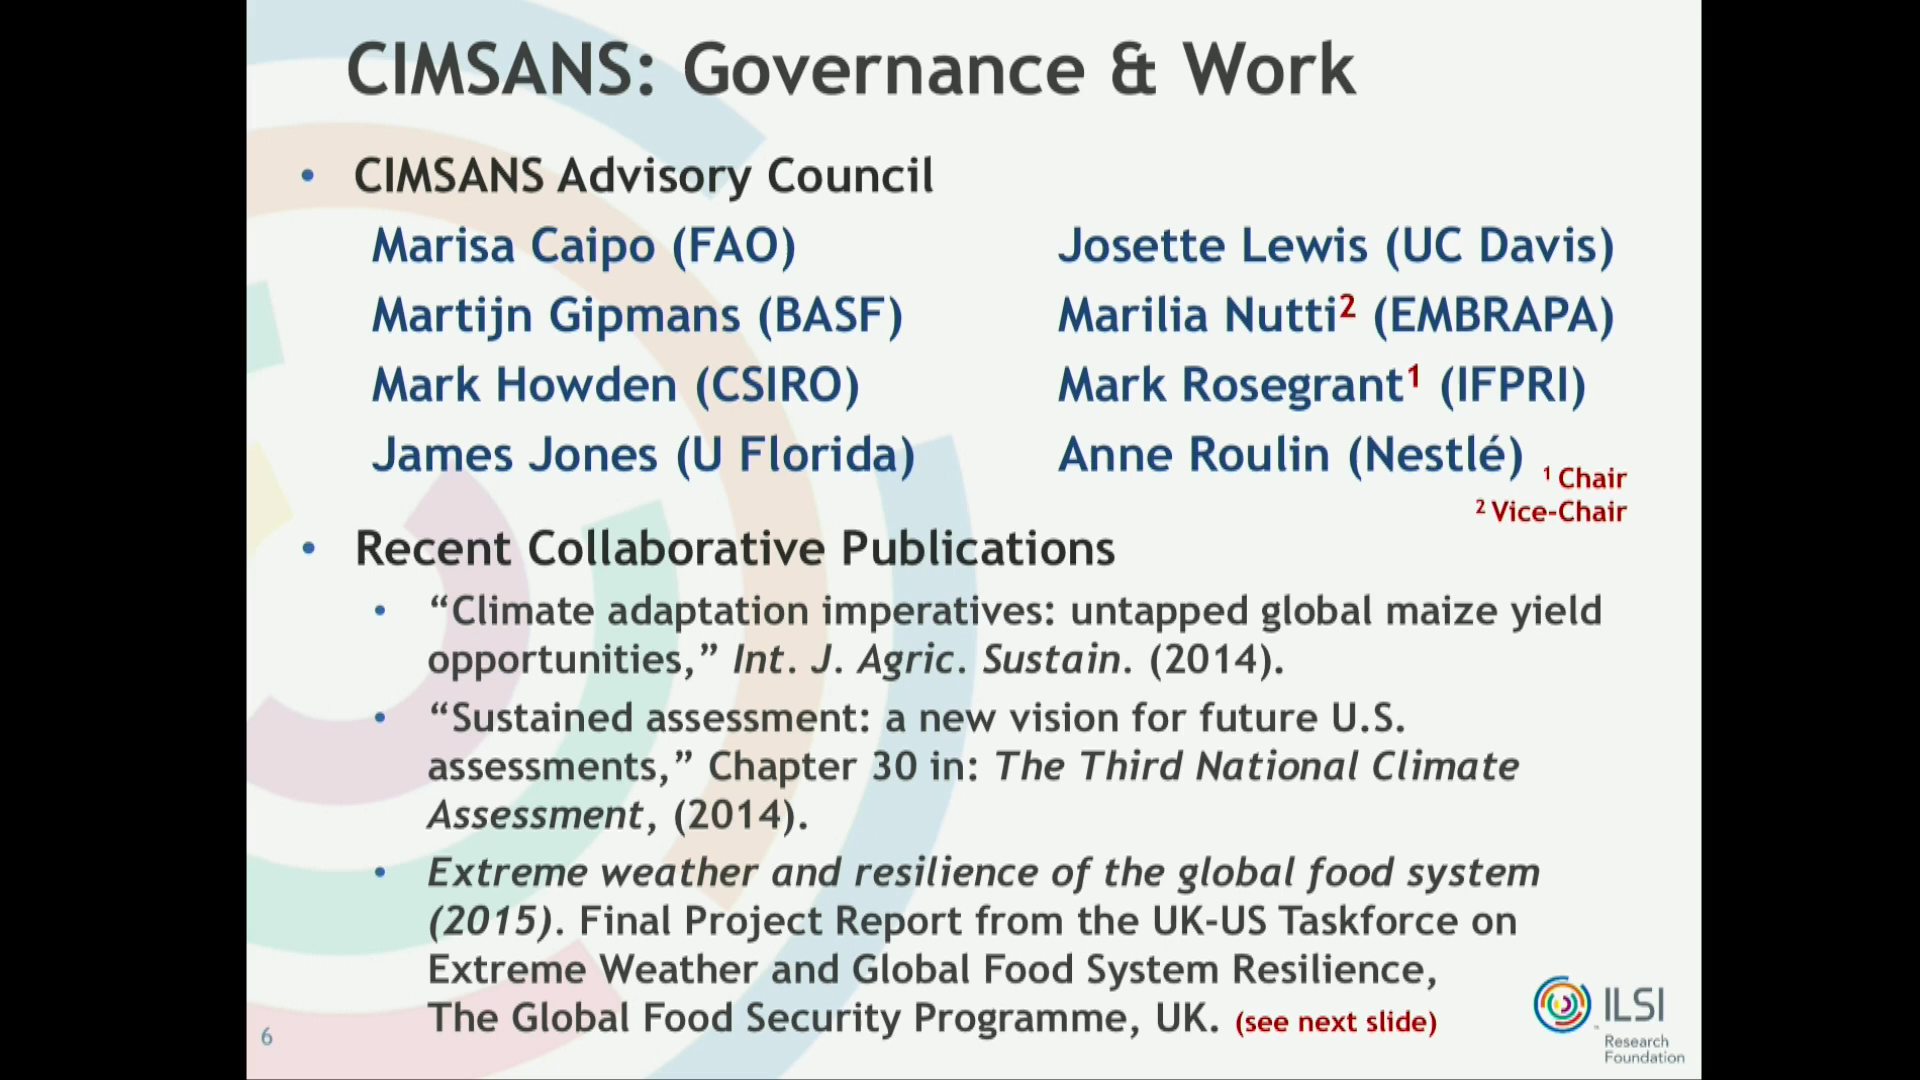 CIMSANS: Governance & Work
• CIMSANS Advisory Council
Marisa Caipo (FAO)
Martijn Gipmans (BASF)
Mark Howden (CSIRO)
James Jones (U Florida)
Josette Lewis (UC Davis)
Marilia Nutti² (EMBRAPA)
Mark Rosegrant¹ (IFPRI)
Anne Roulin (Nestlé)
¹ Chair
² Vice-Chair
• Recent Collaborative Publications
• “Climate adaptation imperatives: untapped global maize yield
opportunities,” Int. J. Agric. Sustain. (2014).
• “Sustained assessment: a new vision for future U.S.
assessments,” Chapter 30 in: The Third National Climate
Assessment, (2014).
• Extreme weather and resilience of the global food system
(2015). Final Project Report from the UK-US Taskforce on
Extreme Weather and Global Food System Resilience,
The Global Food Security Programme, UK. (see next slide)
6
ILSI
Research
Foundation